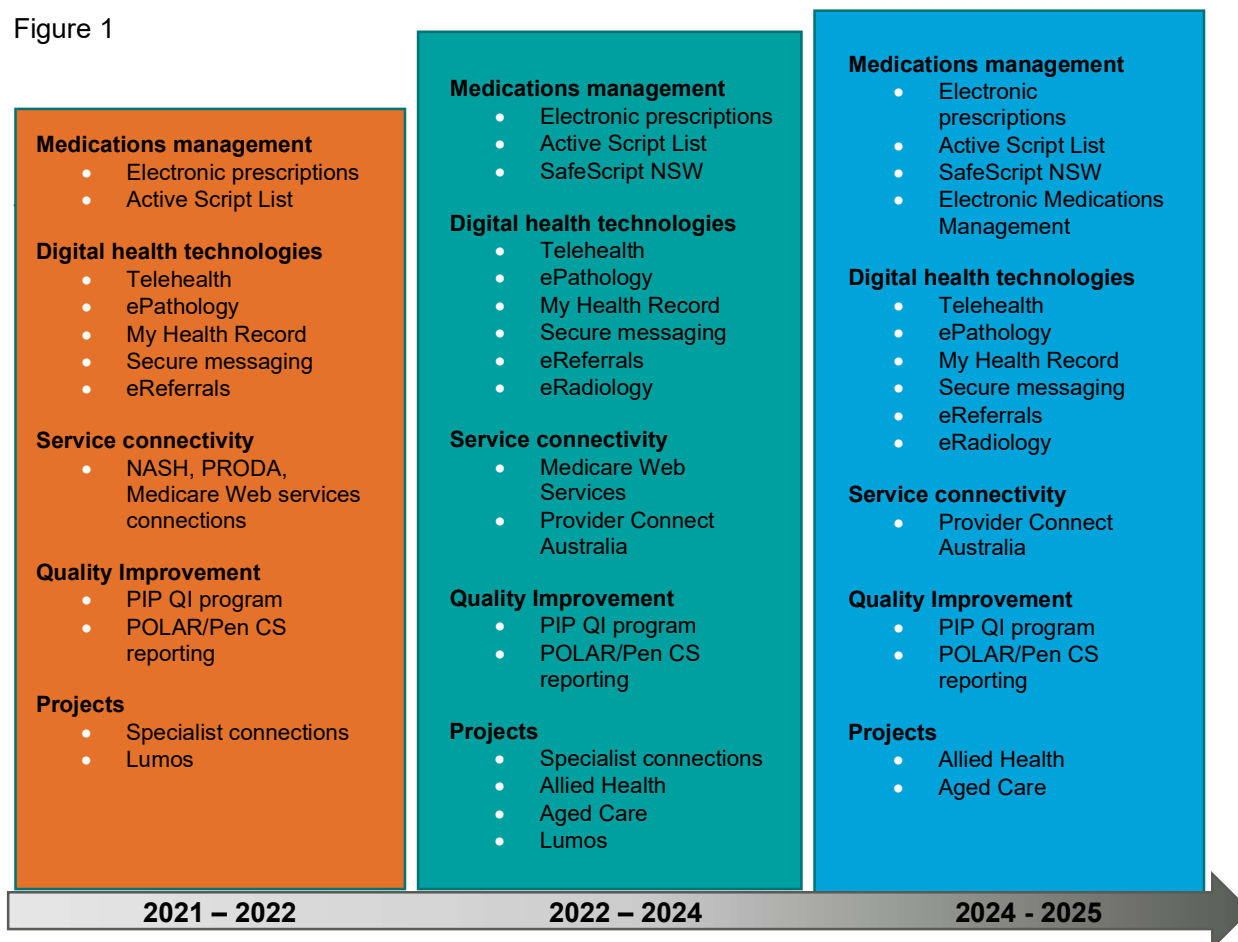 Figure 1
Medications management
• Electronic prescriptions
• Active Script List
Digital health technologies
• Telehealth
• ePathology
• My Health Record
• Secure messaging
• eReferrals
Service connectivity
• NASH, PRODA,
Medicare Web services
connections
Quality Improvement
• PIP QI program
• POLAR/Pen CS
reporting
Projects
• Specialist connections
• Lumos
Medications management
• Electronic prescriptions
• Active Script List
• SafeScript NSW
Digital health technologies
• Telehealth
• ePathology
• My Health Record
• Secure messaging
• eReferrals
• eRadiology
Service connectivity
• Medicare Web
Services
• Provider Connect
Australia
Quality Improvement
• PIP QI program
• POLAR/Pen CS
reporting
Projects
• Specialist connections
• Allied Health
• Aged Care
• Lumos
Medications management
• Electronic
prescriptions
• Active Script List
• SafeScript NSW
• Electronic Medications
Management
Digital health technologies
• Telehealth
• ePathology
• My Health Record
• Secure messaging
• eReferrals
• eRadiology
Service connectivity
• Provider Connect
Australia
Quality Improvement
• PIP QI program
• POLAR/Pen CS
reporting
Projects
• Allied Health
• Aged Care
2021 – 2022
2022 – 2024
2024 - 2025